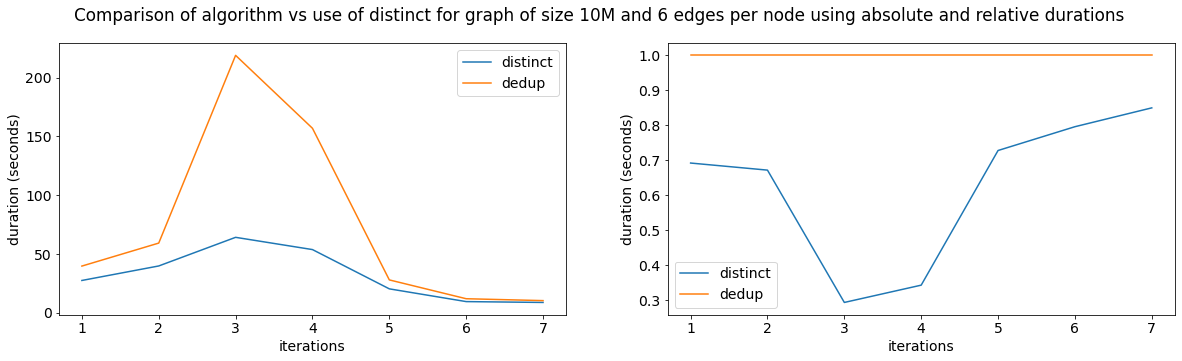 Comparison of algorithm vs use of distinct for graph of size 10M and 6 edges per node using absolute and relative durations
duration (seconds)
200
150
100
50
0
distinct
dedup
1 2 3 4 5 6 7
iterations
duration (seconds)
1.0
0.9
0.8
0.7
0.6
0.5
0.4
0.3
distinct
dedup
1 2 3 4 5 6 7
iterations